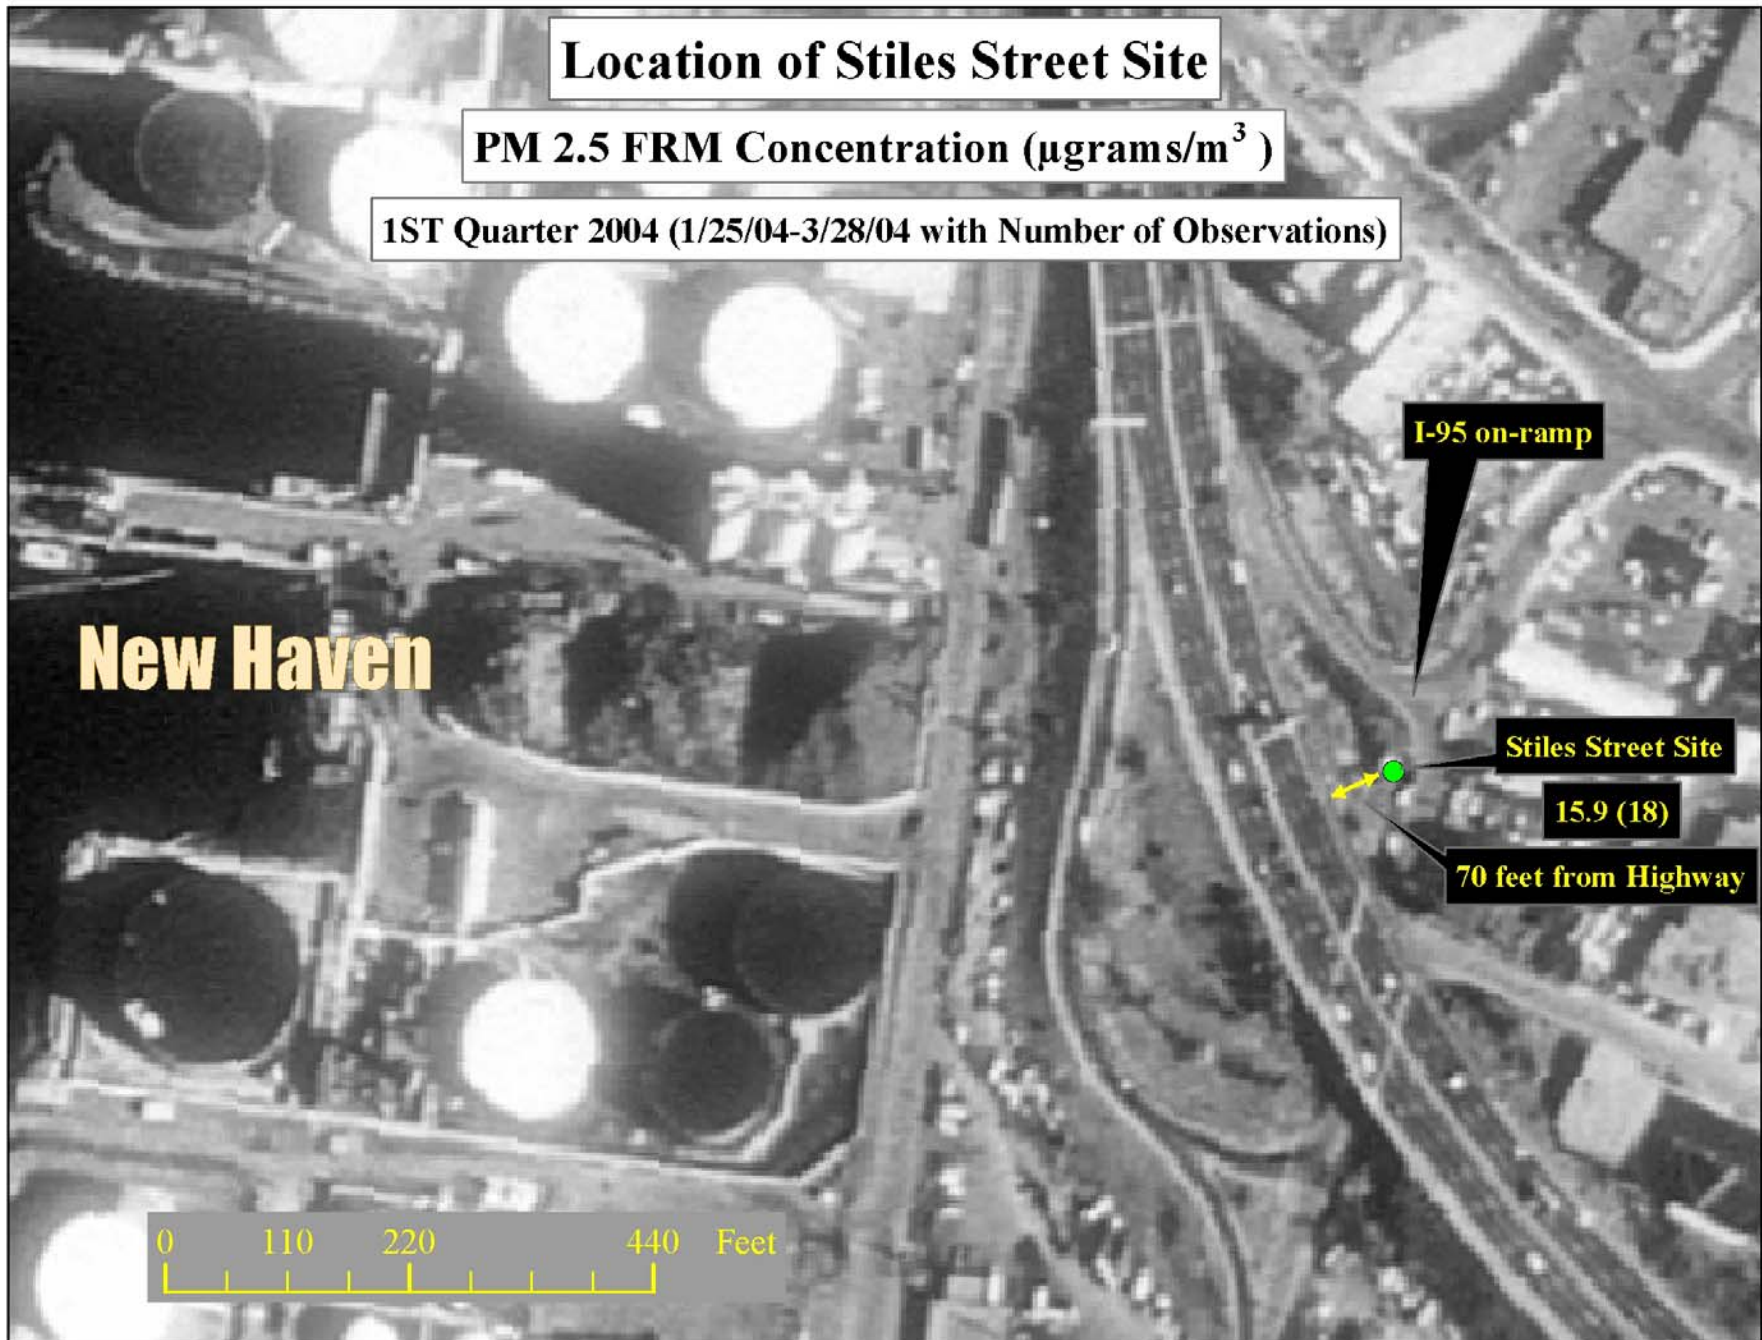 Location of Stiles Street Site
PM 2.5 FRM Concentration (µgrams/m³ )
1ST Quarter 2004 (1/25/04-3/28/04 with Number of Observations)
I-95 on-ramp
New Haven
Stiles Street Site
15.9 (18)
70 feet from Highway
0 110 220 440 Feet